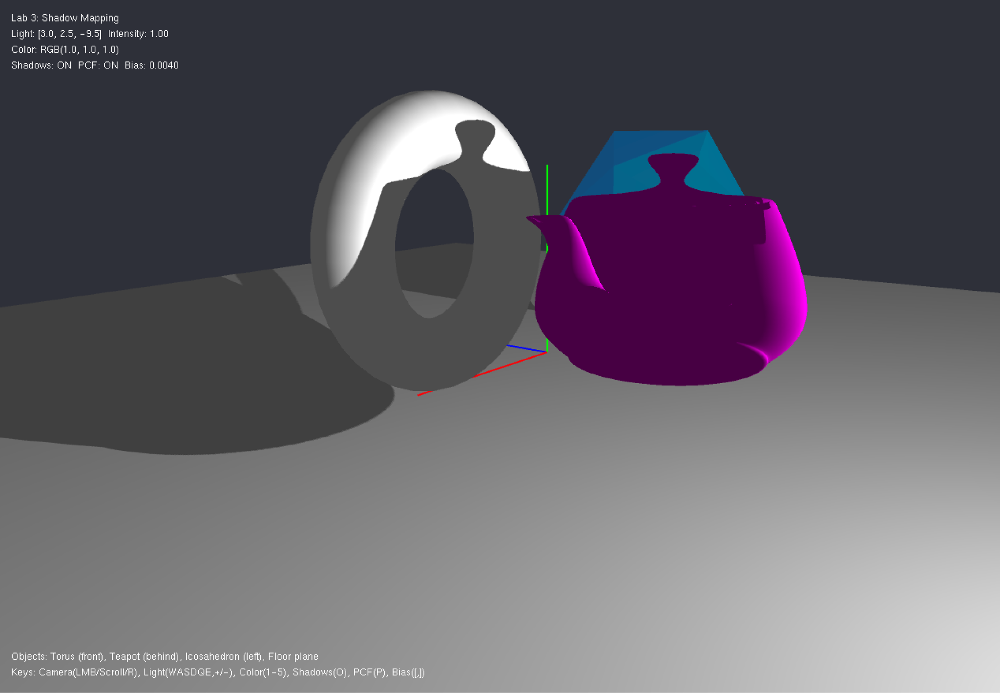 Lab 3: Shadow Mapping
Light: [3.0, 2.5, −9.5]  Intensity: 1.00
Color: RGB(1.0, 1.0, 1.0)
Shadows: ON  PCF: ON  Bias: 0.0040
Objects: Torus (front), Teapot (behind), Icosahedron (left), Floor plane
Keys: Camera(LMB/Scroll/R), Light(WASDQE,+/−), Color(1−5), Shadows(O), PCF(P), Bias([,])